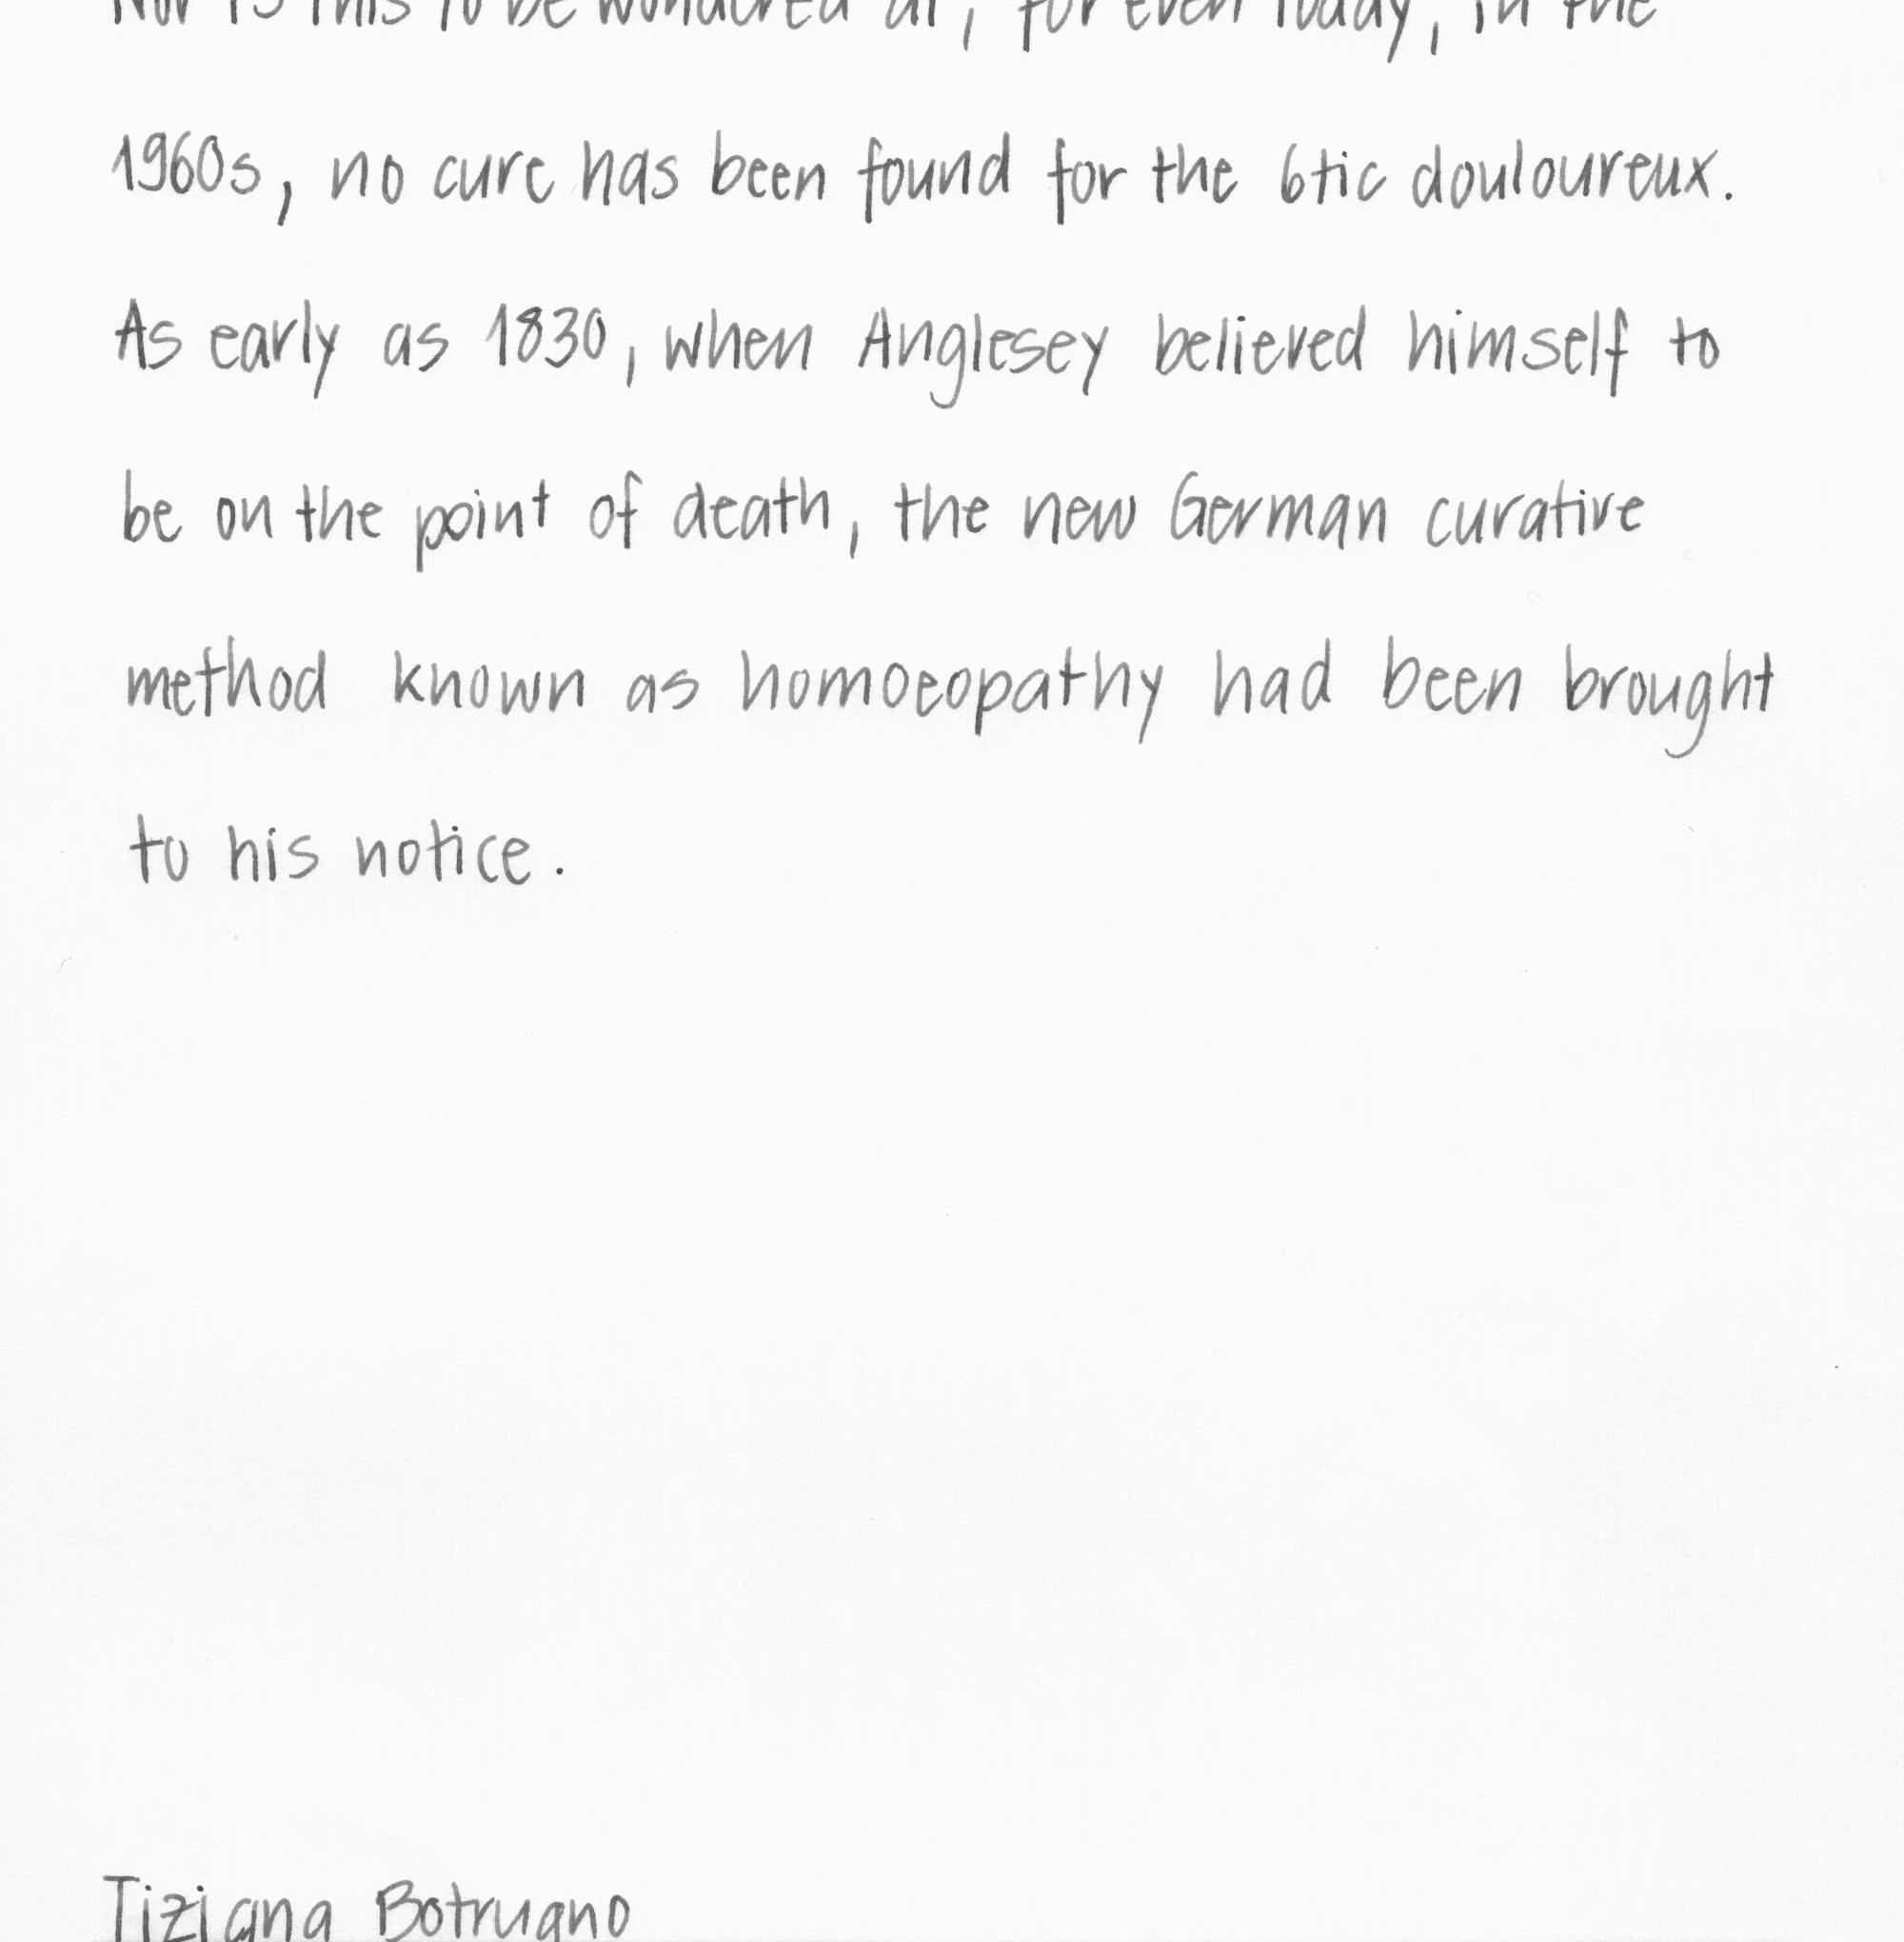 Nor is this to be wondered at, for even today, in the
1960s, no cure has been found for the 6tic douloureux.
As early as 1830, when Anglesey believed himself to
be on the point of death, the new German curative
method known as homoeopathy had been brought
to his notice.
Tiziana Botrugno